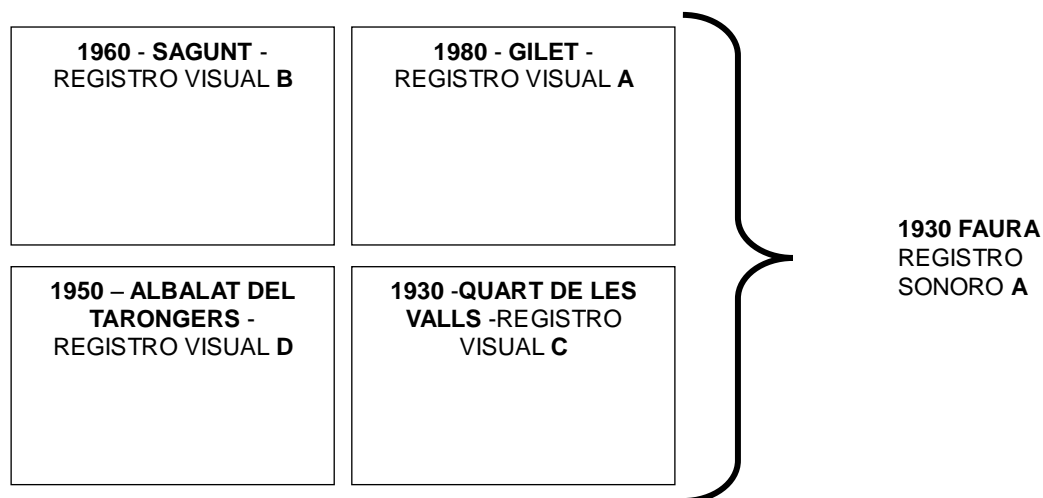 1960 - SAGUNT -
REGISTRO VISUAL B
1980 - GILET -
REGISTRO VISUAL A
1950 – ALBALAT DEL
TARONGERS -
REGISTRO VISUAL D
1930 -QUART DE LES
VALLS -REGISTRO
VISUAL C
1930 FAURA
REGISTRO
SONORO A